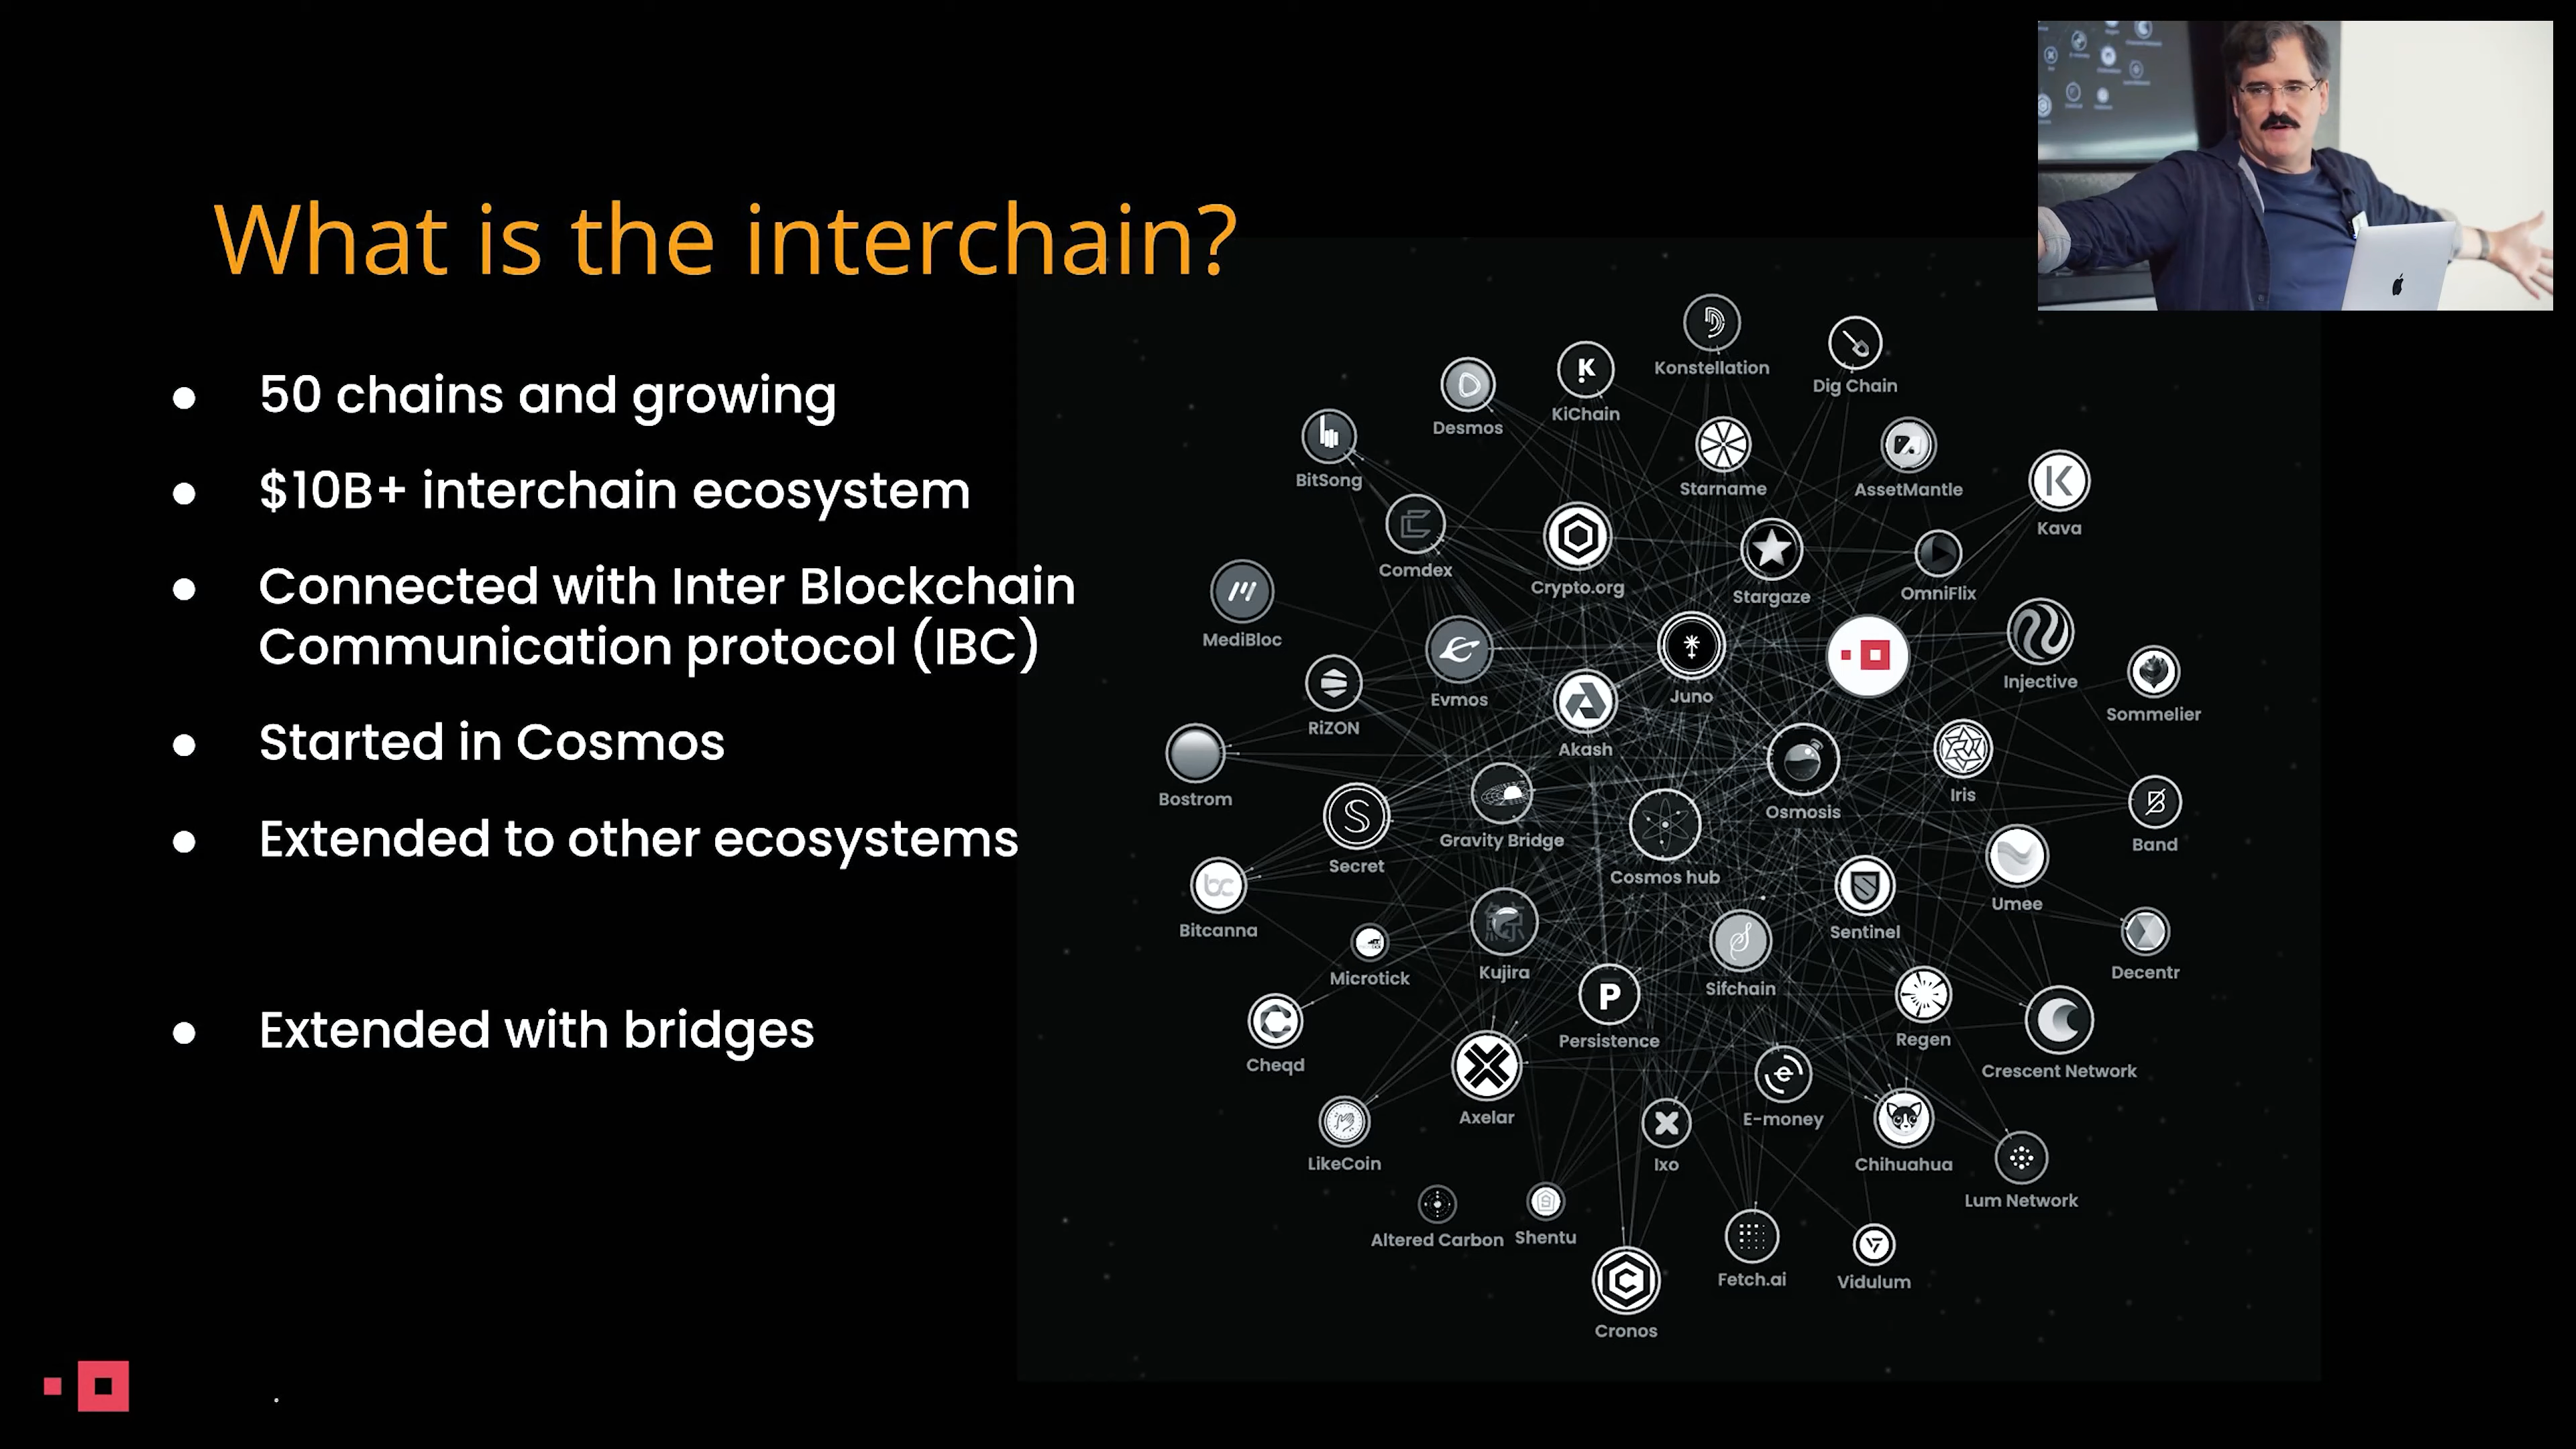 What is the interchain?
50 chains and growing
$10B+ interchain ecosystem
Connected with Inter Blockchain
Communication protocol (IBC)
Started in Cosmos
Extended to other ecosystems
Extended with bridges
Konstellation
Dig Chain
KiChain
Desmos
BitSong
Starname
AssetMantle
Kava
Comdex
Crypto.org
Stargaze
OmniFlix
MediBloc
Evmos
Juno
Injective
Sommelier
RiZON
Akash
Bostrom
Osmosis
Iris
Band
Secret
Gravity Bridge
Cosmos hub
Umee
Bitcanna
Sentinel
Microtick
Kujira
Sifchain
Decentr
Cheqd
Persistence
Regen
Crescent Network
Axelar
E-money
LikeCoin
Ixo
Chihuahua
Lum Network
Altered Carbon
Shentu
Fetch.ai
Vidulum
Cronos
K
K
P
bc